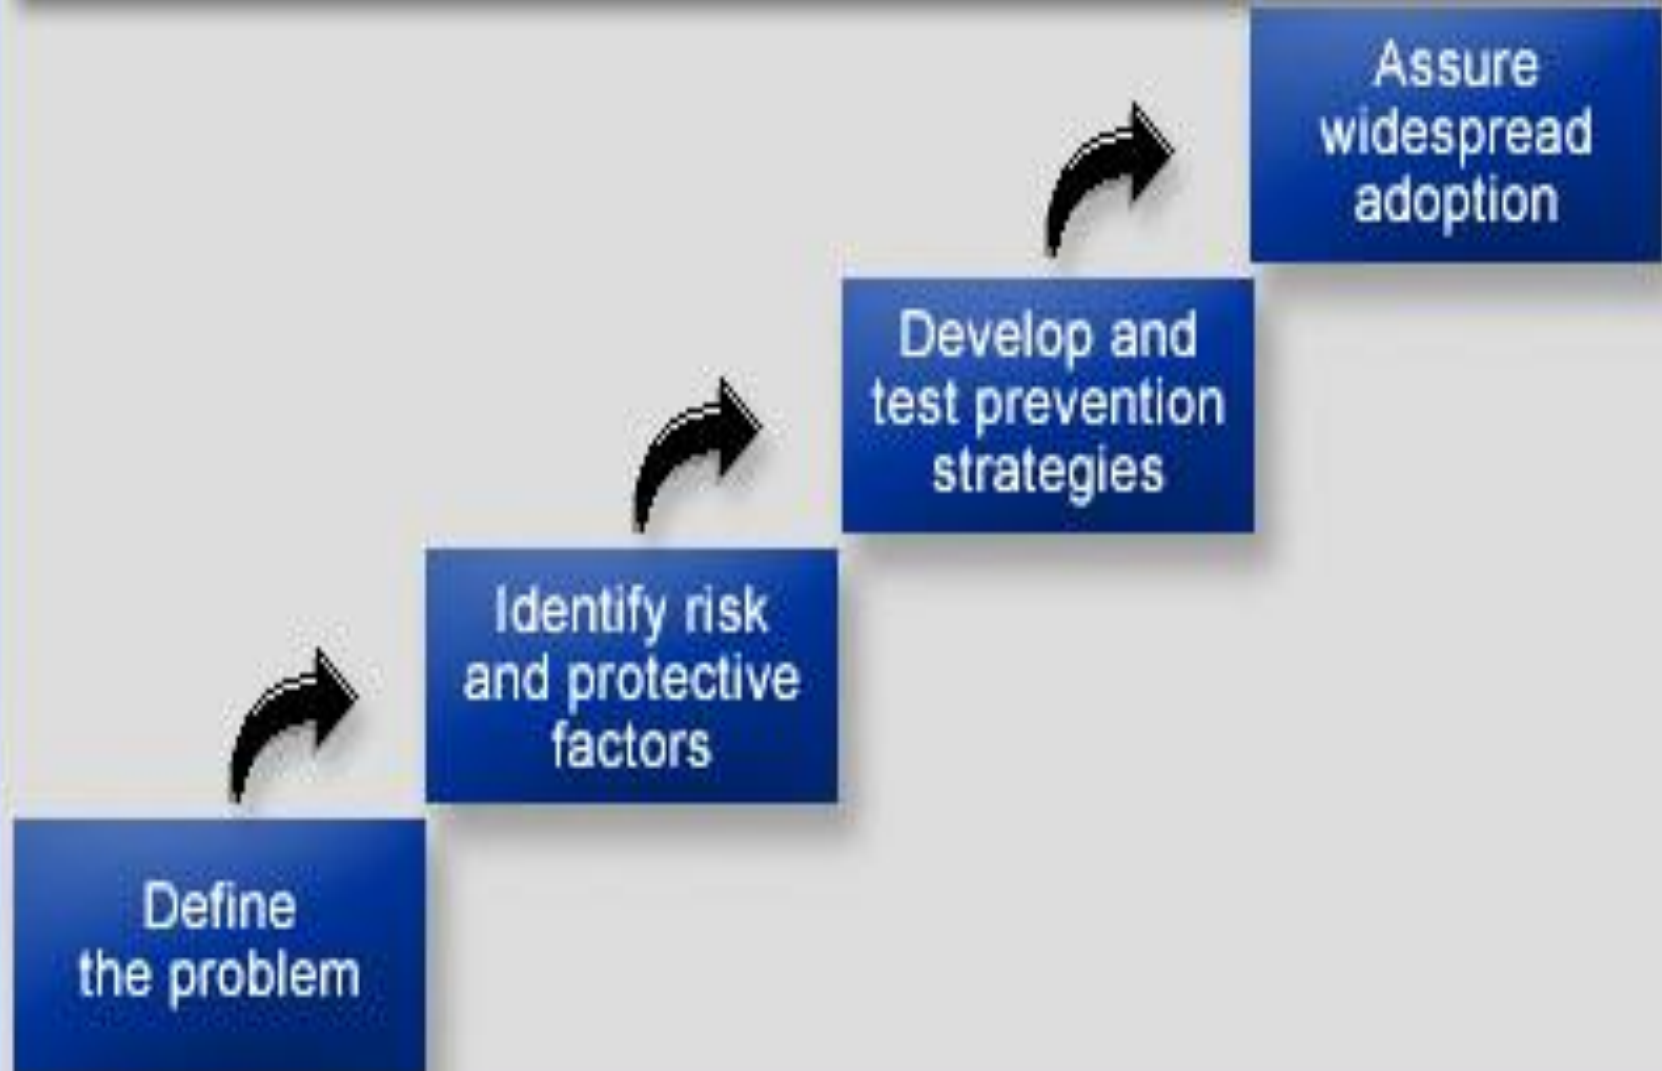 Assure
widespread
adoption
Develop and
test prevention
strategies
Identify risk
and protective
factors
Define
the problem